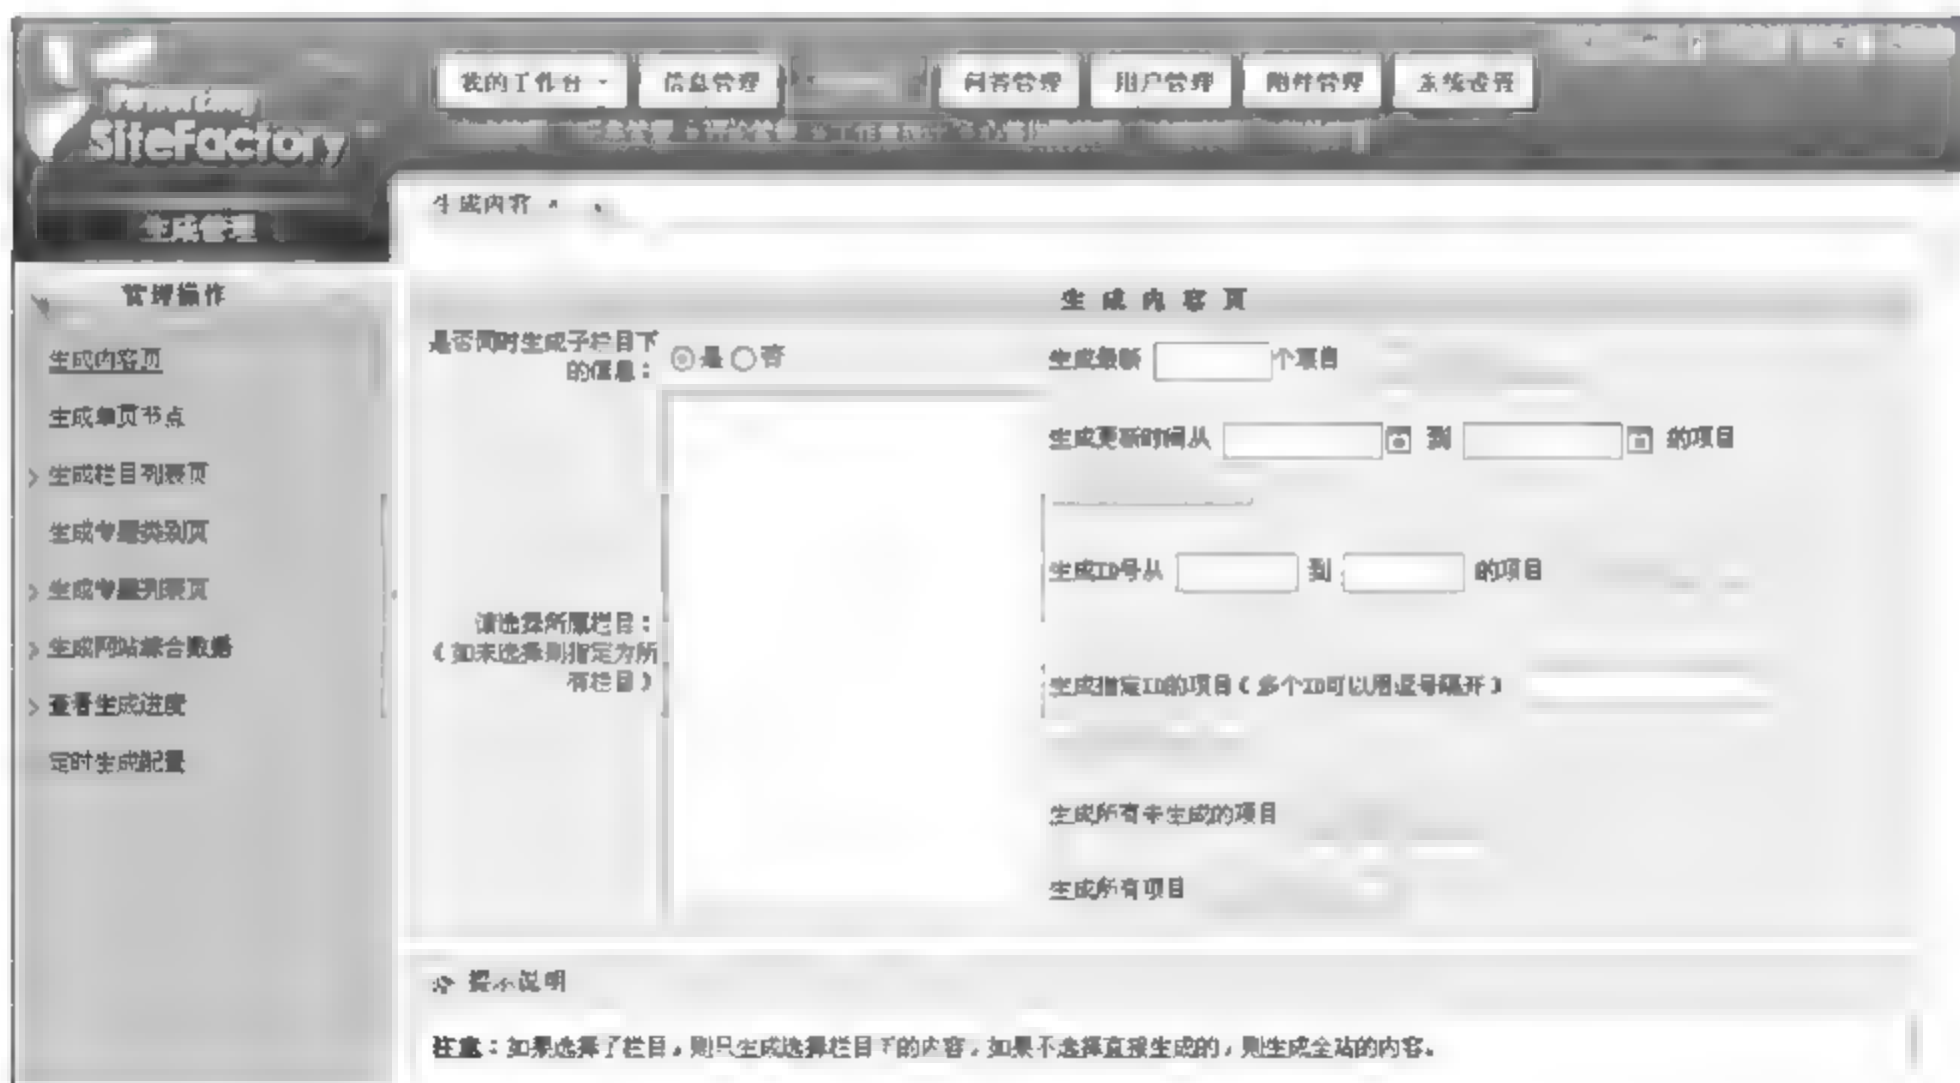 PowerEasy
SiteFactory
我的工作台 信息管理 问答管理 用户管理 附件管理 系统设置
生成管理
生成内容
管理操作
生成内容页
生成单页节点
生成栏目列表页
生成专题类别页
生成专题列表页
生成网站综合数据
查看生成进度
定时生成配置
生成内容页
是否同时生成子栏目下
的信息：
是 否
生成最新 个项目
生成更新时间从 到 的项目
生成ID号从 到 的项目
请选择所属栏目：
（如未选择则指定为所
有栏目）
生成指定ID的项目（多个ID可以用逗号隔开）
生成所有未生成的项目
生成所有项目
提示说明
注意：如果选择了栏目，则只生成选择栏目下的内容，如果不选择直接生成的，则生成全站的内容。